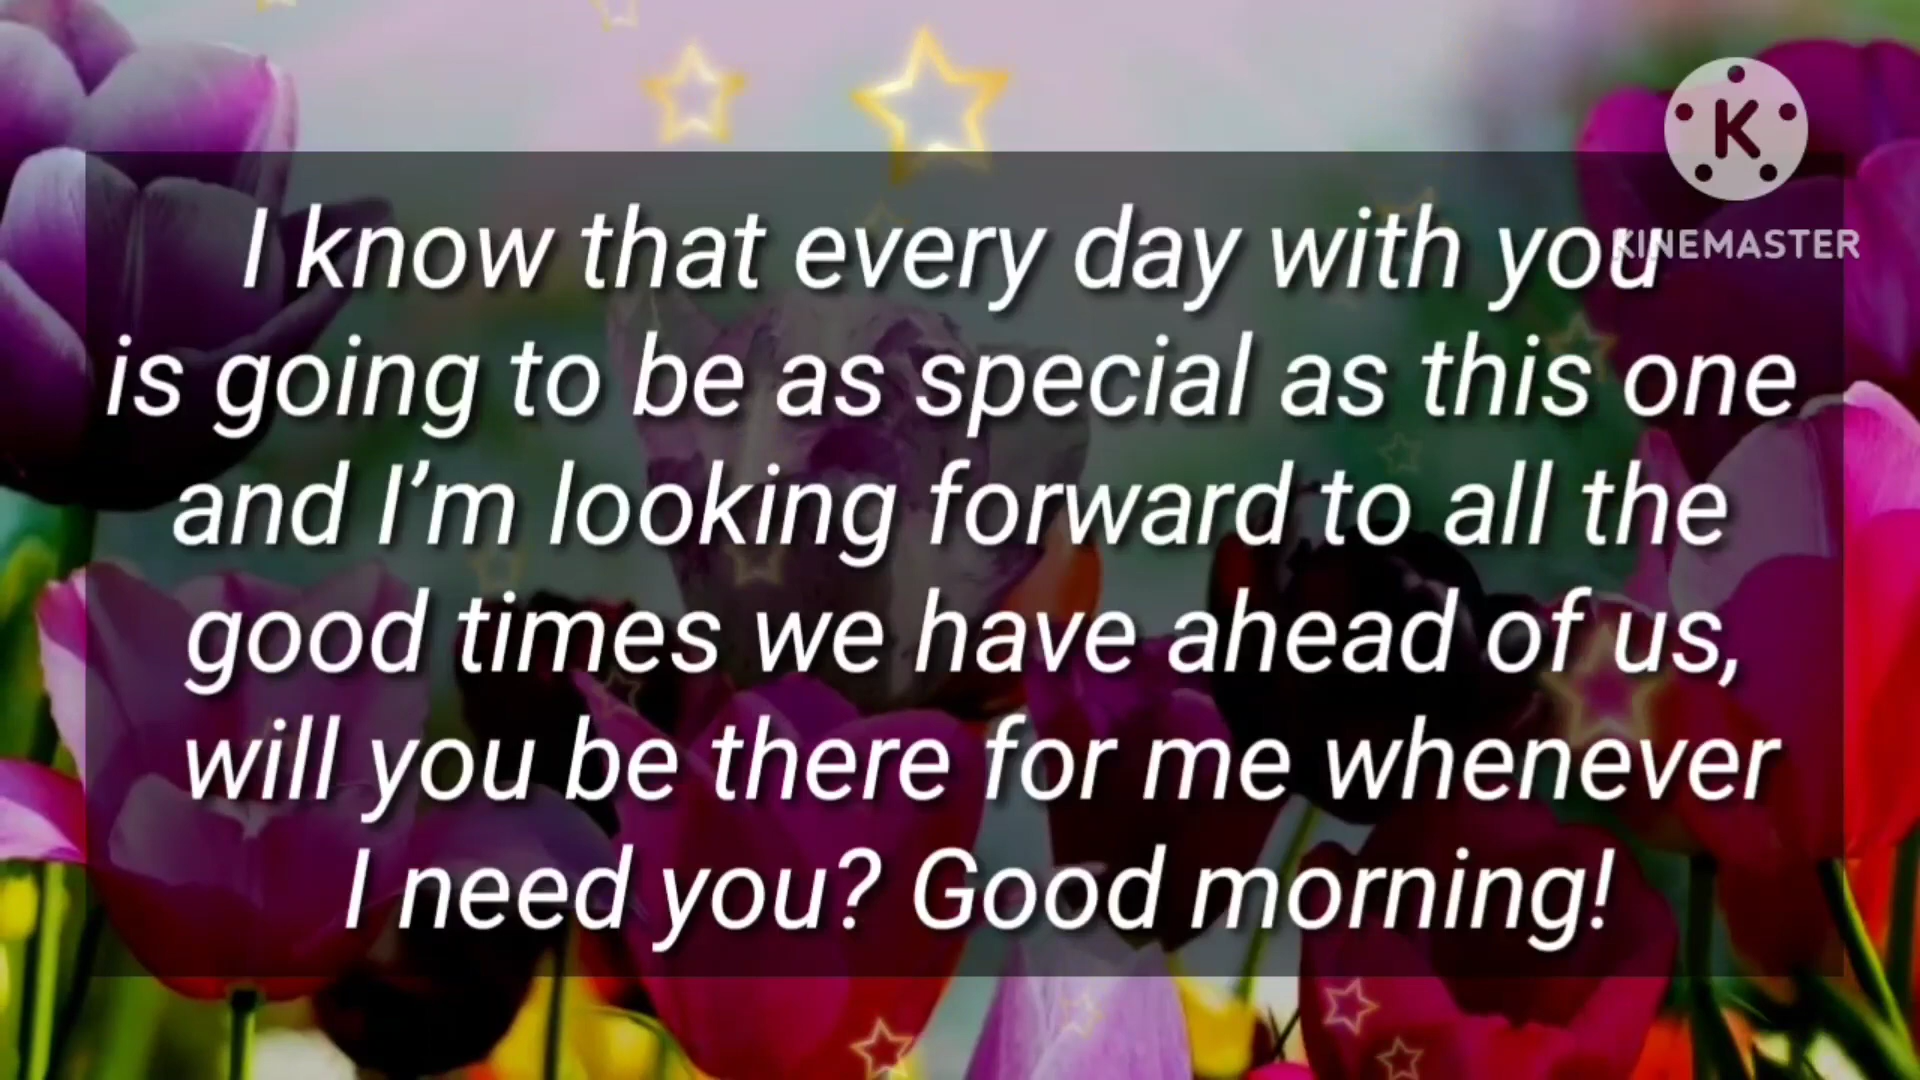 K
KINEMASTER
I know that every day with you
is going to be as special as this one
and I’m looking forward to all the
good times we have ahead of us,
will you be there for me whenever
I need you? Good morning!